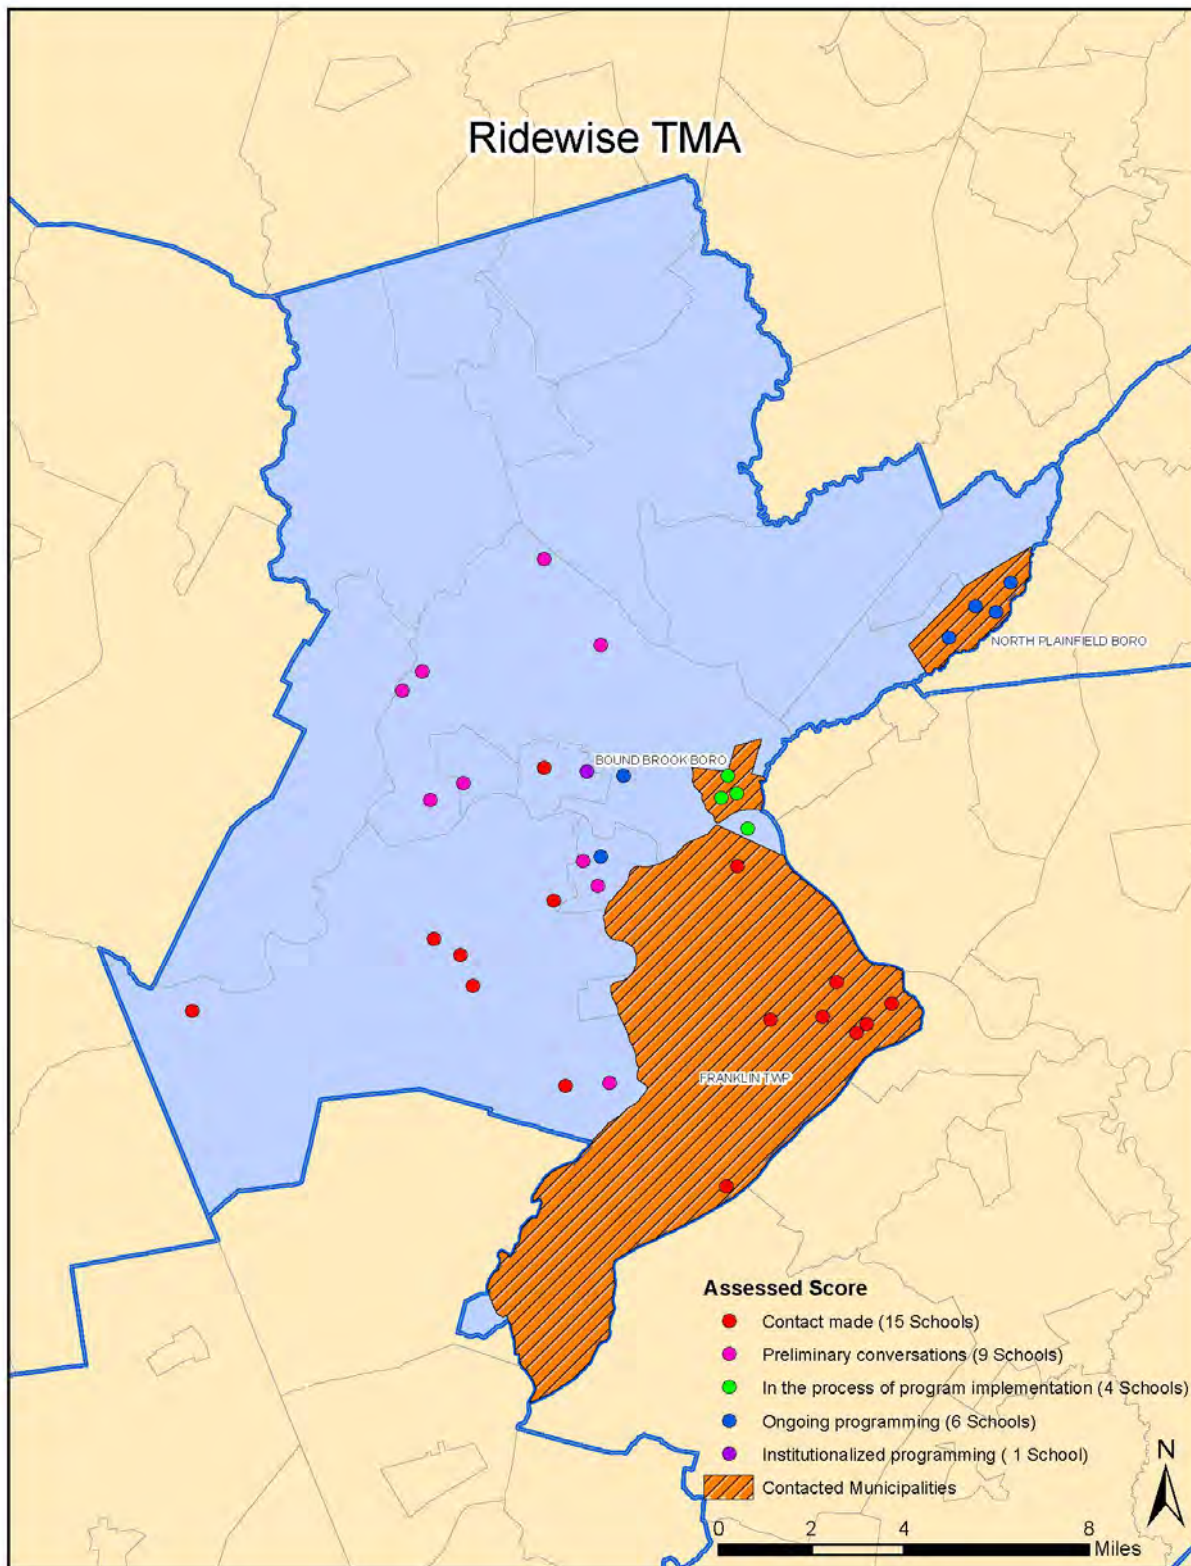 Ridewise TMA
NORTH PLAINFIELD BORO
BOUND BROOK BORO
FRANKLIN TWP
Assessed Score
Contact made (15 Schools)
Preliminary conversations (9 Schools)
In the process of program implementation (4 Schools)
Ongoing programming (6 Schools)
Institutionalized programming ( 1 School)
Contacted Municipalities
N
0 2 4 8
Miles